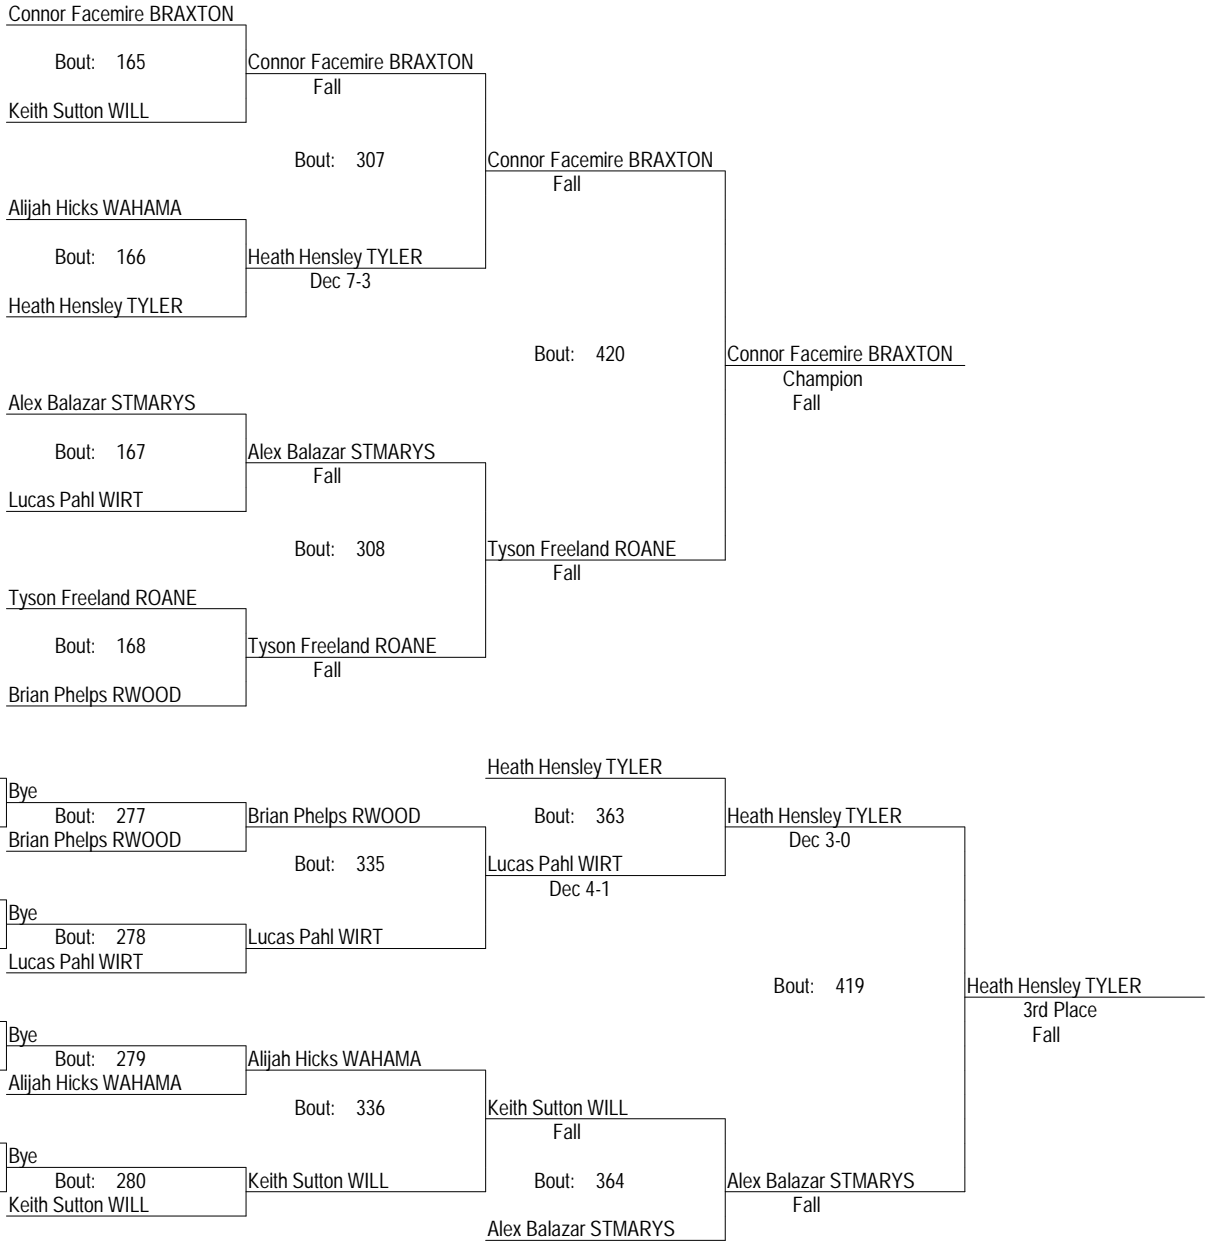 Connor Facemire BRAXTON
Bout: 165
Connor Facemire BRAXTON
Fall
Keith Sutton WILL
Bout: 307
Connor Facemire BRAXTON
Fall
Alijah Hicks WAHAMA
Bout: 166
Heath Hensley TYLER
Dec 7-3
Heath Hensley TYLER
Bout: 420
Connor Facemire BRAXTON
Champion
Fall
Alex Balazar STMARYS
Bout: 167
Alex Balazar STMARYS
Fall
Lucas Pahl WIRT
Bout: 308
Tyson Freeland ROANE
Fall
Tyson Freeland ROANE
Bout: 168
Tyson Freeland ROANE
Fall
Brian Phelps RWOOD
Heath Hensley TYLER
Bye
Bout: 277
Brian Phelps RWOOD
Bout: 363
Heath Hensley TYLER
Dec 3-0
Brian Phelps RWOOD
Bout: 335
Lucas Pahl WIRT
Dec 4-1
Bye
Bout: 278
Lucas Pahl WIRT
Lucas Pahl WIRT
Bout: 419
Heath Hensley TYLER
3rd Place
Fall
Bye
Bout: 279
Alijah Hicks WAHAMA
Alijah Hicks WAHAMA
Bout: 336
Keith Sutton WILL
Fall
Bye
Bout: 280
Keith Sutton WILL
Bout: 364
Alex Balazar STMARYS
Fall
Keith Sutton WILL
Alex Balazar STMARYS